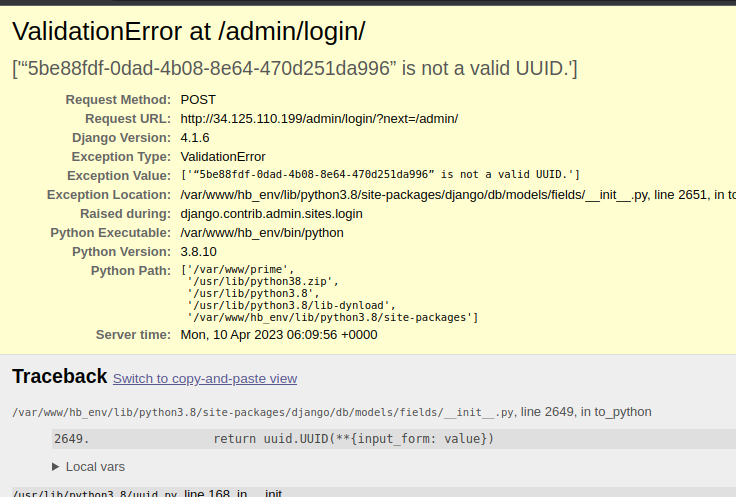 ValidationError at /admin/login/
['“5be88fdf-0dad-4b08-8e64-470d251da996” is not a valid UUID.']
Request Method: POST
Request URL: http://34.125.110.199/admin/login/?next=/admin/
Django Version: 4.1.6
Exception Type: ValidationError
Exception Value: ['“5be88fdf-0dad-4b08-8e64-470d251da996” is not a valid UUID.']
Exception Location: /var/www/hb_env/lib/python3.8/site-packages/django/db/models/fields/__init__.py, line 2651, in to
Raised during: django.contrib.admin.sites.login
Python Executable: /var/www/hb_env/bin/python
Python Version: 3.8.10
Python Path: ['/var/www/prime',
'/usr/lib/python38.zip',
'/usr/lib/python3.8',
'/usr/lib/python3.8/lib-dynload',
'/var/www/hb_env/lib/python3.8/site-packages']
Server time: Mon, 10 Apr 2023 06:09:56 +0000
Traceback Switch to copy-and-paste view
/var/www/hb_env/lib/python3.8/site-packages/django/db/models/fields/__init__.py, line 2649, in to_python
2649. return uuid.UUID(**{input_form: value})
▶ Local vars
/usr/lib/python3.8/uuid.py, line 168, in __init__